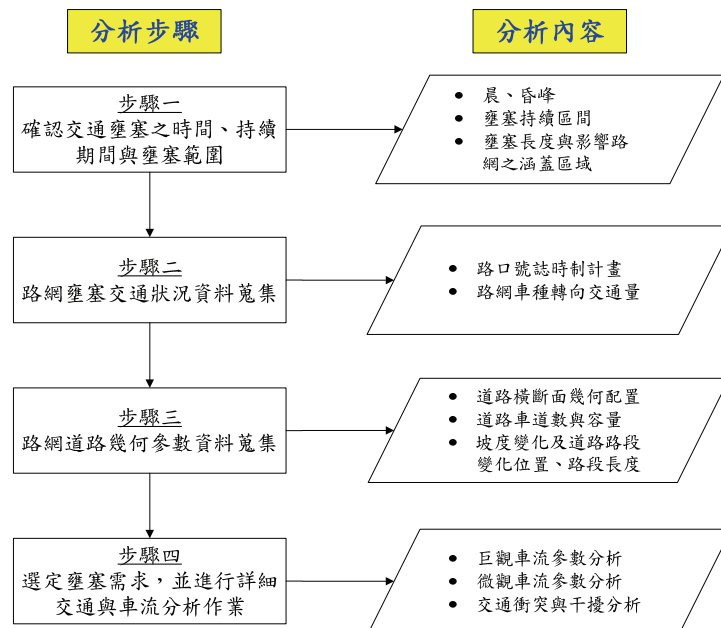 分析步驟
分析內容
步驟一
確認交通壅塞之時間、持續
期間與壅塞範圍
• 晨、昏峰
• 壅塞持續區間
• 壅塞長度與影響路
網之涵蓋區域
步驟二
路網壅塞交通狀況資料蒐集
• 路口號誌時制計畫
• 路網車種轉向交通量
步驟三
路網道路幾何參數資料蒐集
• 道路橫斷面幾何配置
• 道路車道數與容量
• 坡度變化及道路路段
變化位置、路段長度
步驟四
選定壅塞需求，並進行詳細
交通與車流分析作業
• 巨觀車流參數分析
• 微觀車流參數分析
• 交通衝突與干擾分析